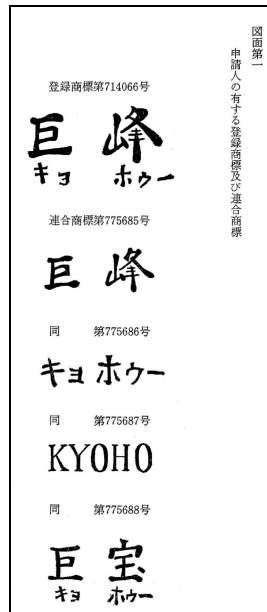 図面第一
申請人の有する登録商標及び連合商標
登録商標第714066号
巨峰
キョ ホゥー
連合商標第775685号
巨峰
同 第775686号
キョホゥー
同 第775687号
KYOHO
同 第775688号
巨宝
キョ ホゥー